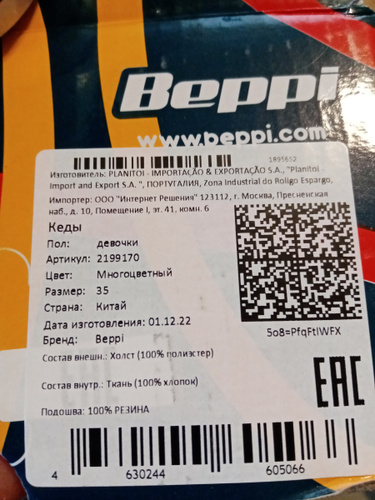 Beppi
www.beppi.com
1895652
Изготовитель: PLANITOI - IMPORTAÇÃO & EXPORTAÇÃO S.A., "Planitoi -
Import and Export S.A. ", ПОРТУГАЛИЯ, Zona Industrial do Roligo Espargo,
Импортер: ООО "Интернет Решения" 123112, г. Москва, Пресненская
наб., д. 10, Помещение I, эт. 41, комн. 6
Кеды
Пол: девочки
Артикул: 2199170
Цвет: Многоцветный
Размер: 35
Страна: Китай
Дата изготовления: 01.12.22
Бренд: Beppi
5o8=PfqFtIWFX
Состав внешн.: Холст (100% полиэстер)
Состав внутр.: Ткань (100% хлопок)
Подошва: 100% РЕЗИНА
EAC
4 630244 605066